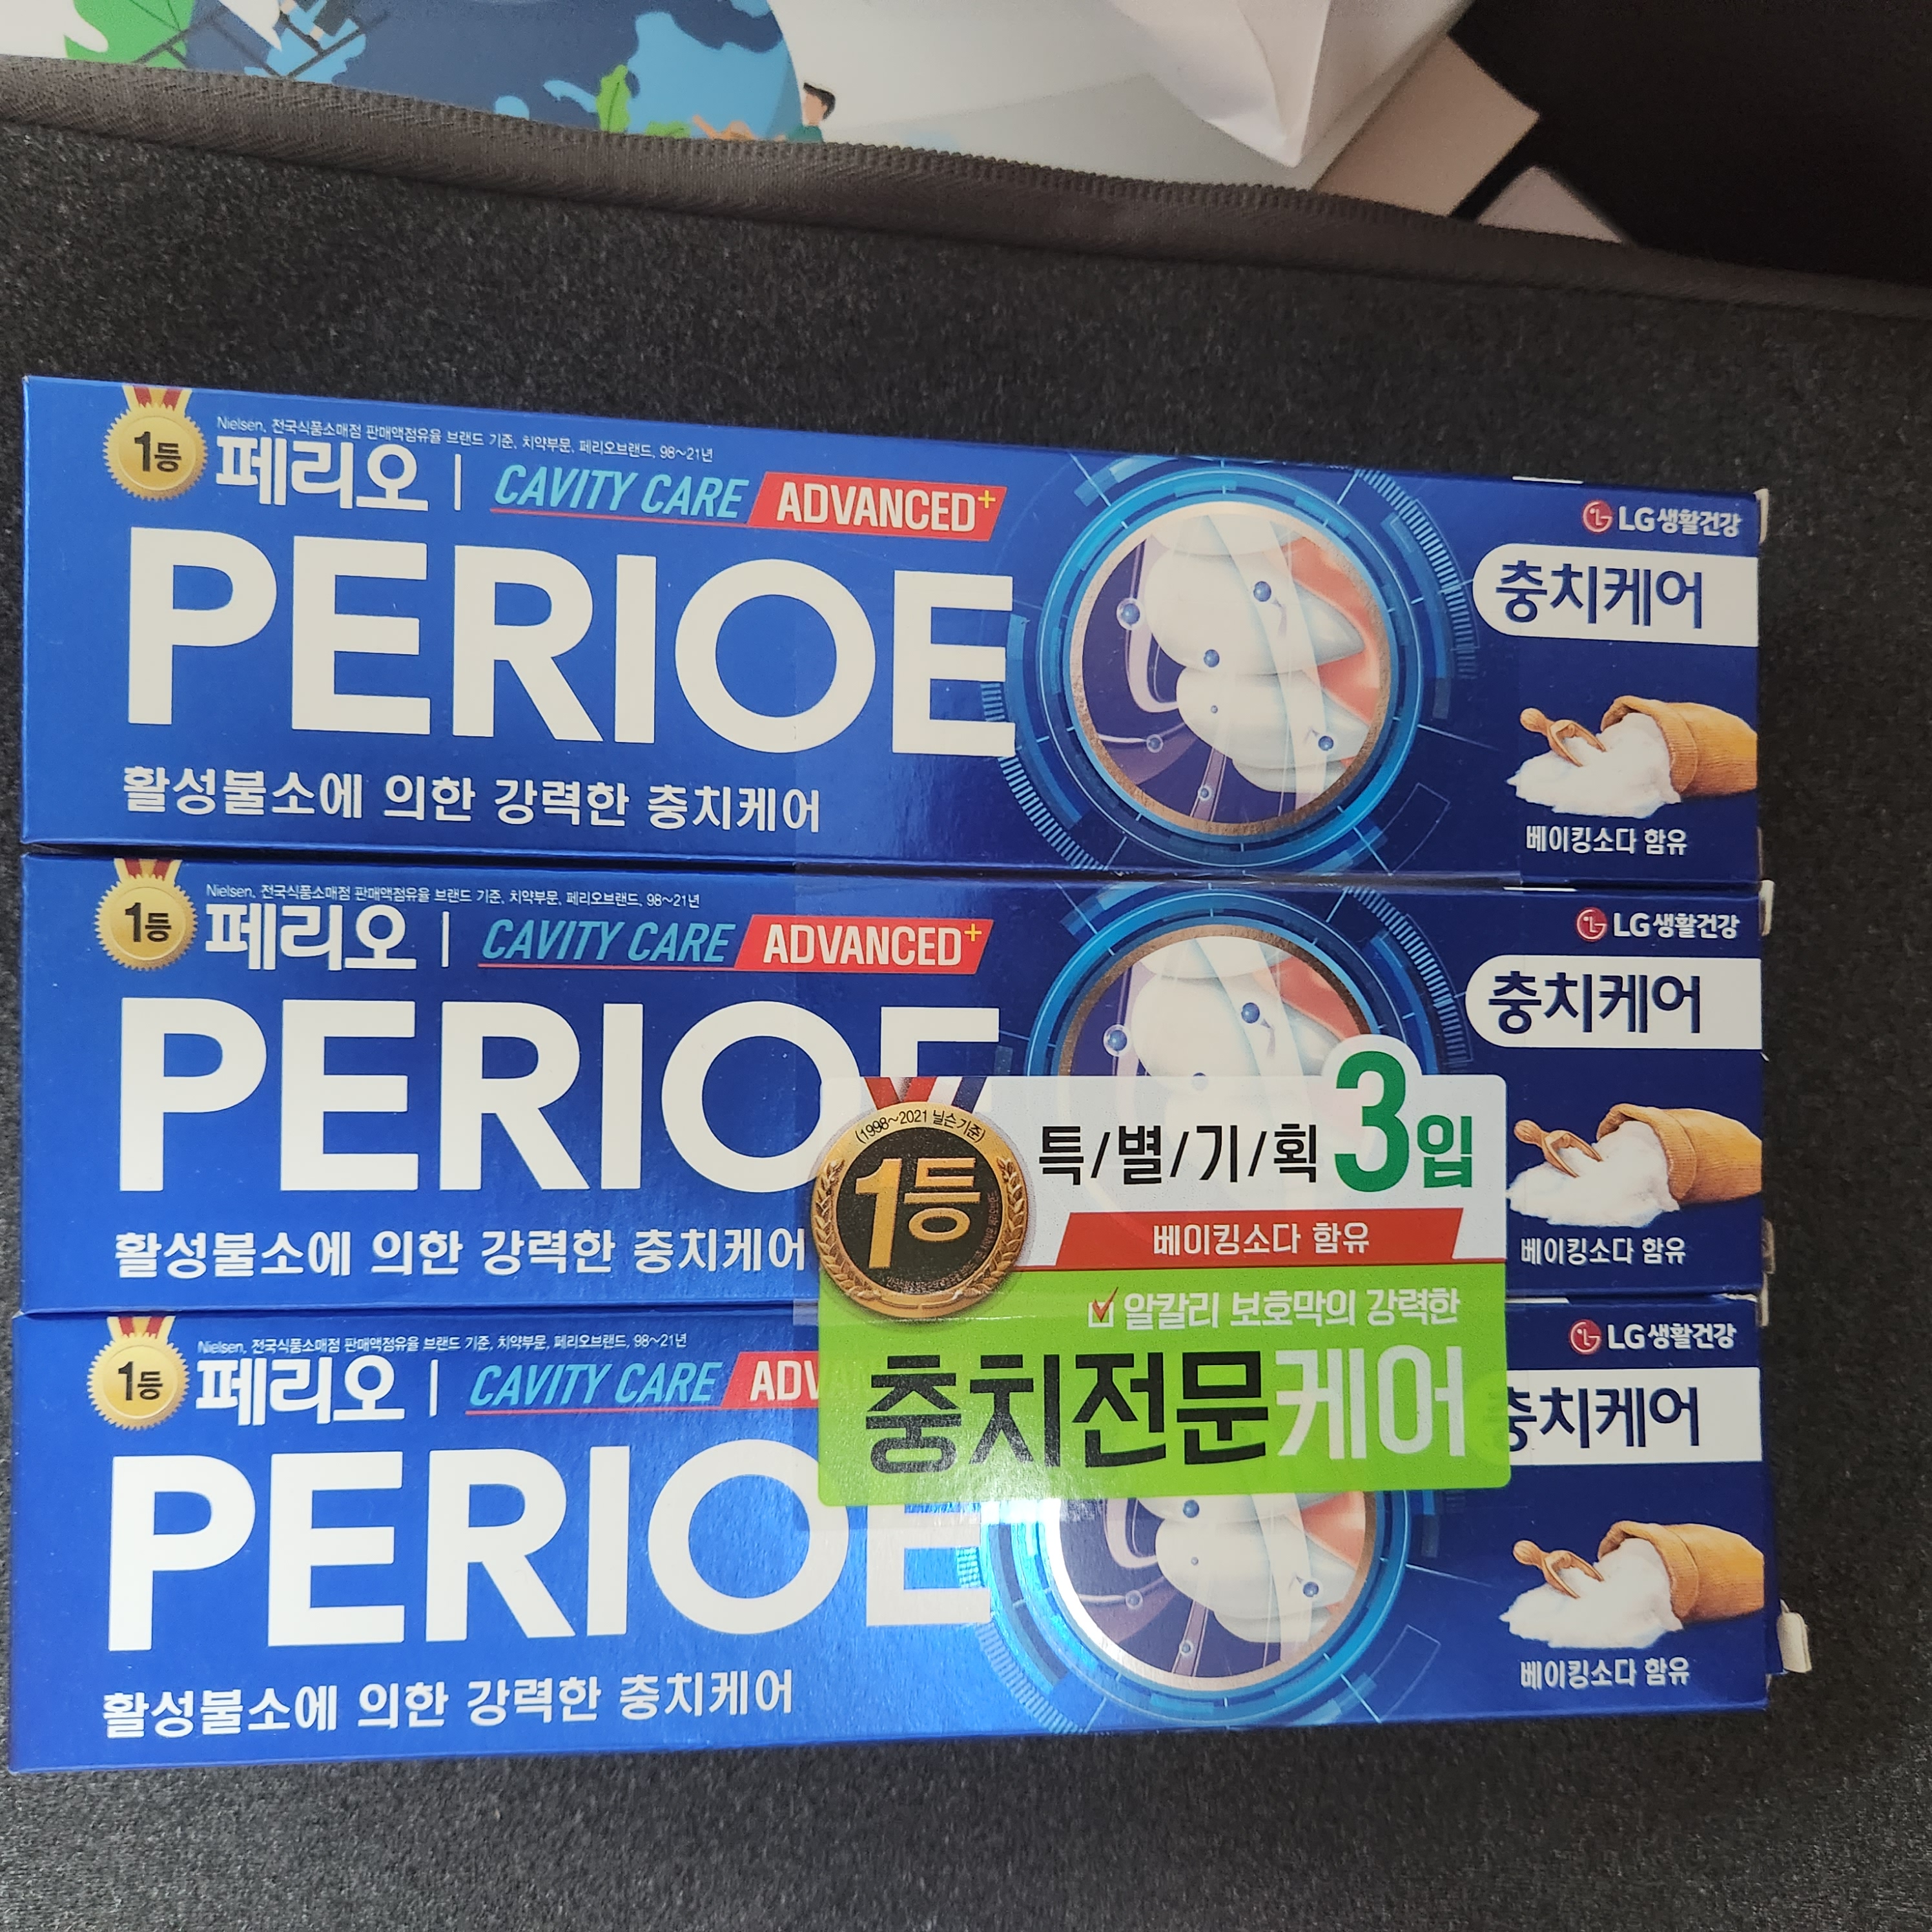 1등
Nielsen, 전국식품소매점 판매액점유율 브랜드 기준, 치약부문, 페리오브랜드, 98~21년
페리오 | CAVITY CARE ADVANCED+
PERIOE
활성불소에 의한 강력한 충치케어
LG생활건강
충치케어
베이킹소다 함유
1등
Nielsen, 전국식품소매점 판매액점유율 브랜드 기준, 치약부문, 페리오브랜드, 98~21년
페리오 | CAVITY CARE ADVANCED+
PERIOE
활성불소에 의한 강력한 충치케어
LG생활건강
충치케어
베이킹소다 함유
(1998~2021 닐슨기준)
1등
특/별/기/획 3입
베이킹소다 함유
알칼리 보호막의 강력한
충치전문케어
1등
Nielsen, 전국식품소매점 판매액점유율 브랜드 기준, 치약부문, 페리오브랜드, 98~21년
페리오 | CAVITY CARE ADV
PERIOE
활성불소에 의한 강력한 충치케어
LG생활건강
충치케어
베이킹소다 함유